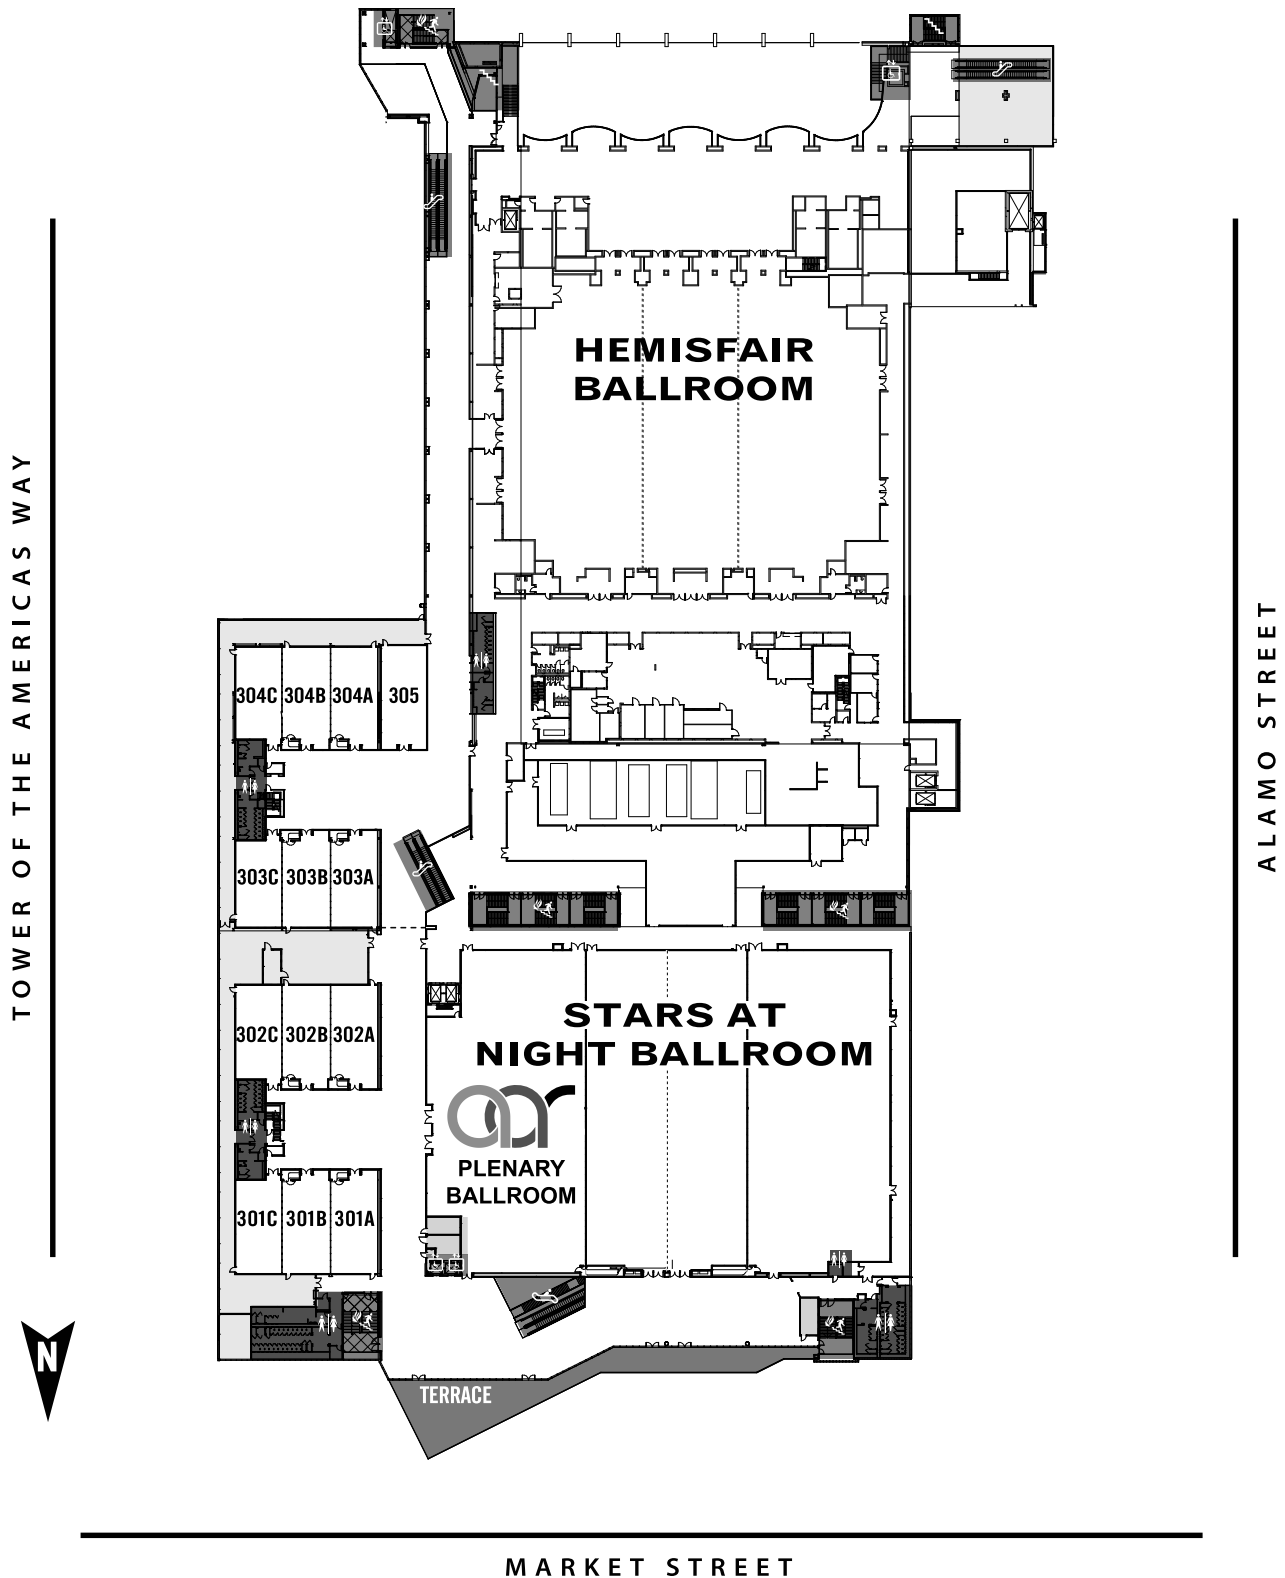 HEMISFAIR
BALLROOM
TOWER OF THE AMERICAS WAY
ALAMO STREET
304C 304B 304A 305
303C 303B 303A
302C 302B 302A
STARS AT
NIGHT BALLROOM
aar
PLENARY
BALLROOM
301C 301B 301A
N
TERRACE
MARKET STREET